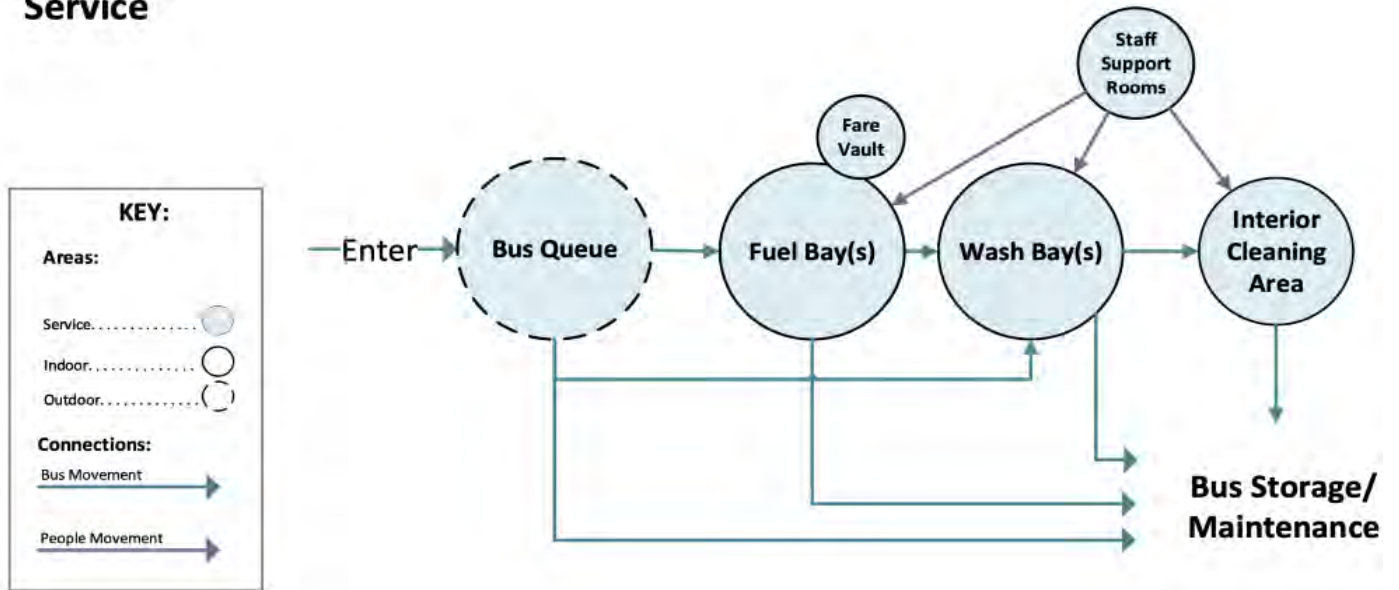 Service
Staff
Support
Rooms
Fare
Vault
Enter
Bus Queue
Fuel Bay(s)
Wash Bay(s)
Interior
Cleaning
Area
Bus Storage/
Maintenance
KEY:
Areas:
Service..............
Indoor...............
Outdoor.............
Connections:
Bus Movement
People Movement